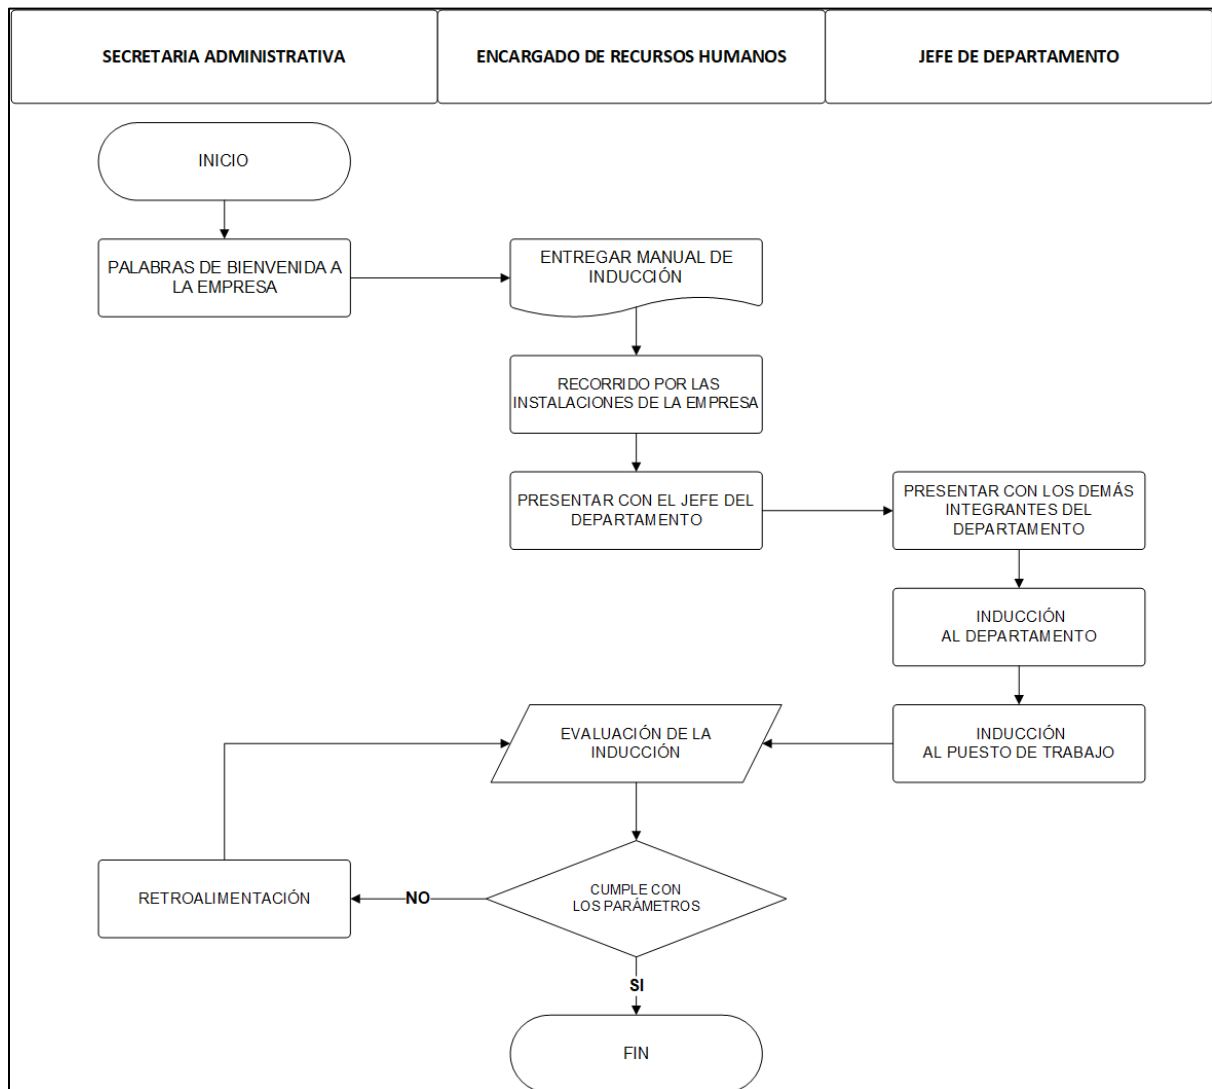 SECRETARIA ADMINISTRATIVA
ENCARGADO DE RECURSOS HUMANOS
JEFE DE DEPARTAMENTO
INICIO
PALABRAS DE BIENVENIDA A
LA EMPRESA
ENTREGAR MANUAL DE
INDUCCIÓN
RECORRIDO POR LAS
INSTALACIONES DE LA EMPRESA
PRESENTAR CON EL JEFE DEL
DEPARTAMENTO
PRESENTAR CON LOS DEMÁS
INTEGRANTES DEL
DEPARTAMENTO
INDUCCIÓN
AL DEPARTAMENTO
INDUCCIÓN
AL PUESTO DE TRABAJO
EVALUACIÓN DE LA
INDUCCIÓN
CUMPLE CON
LOS PARÁMETROS
NO
RETROALIMENTACIÓN
SI
FIN